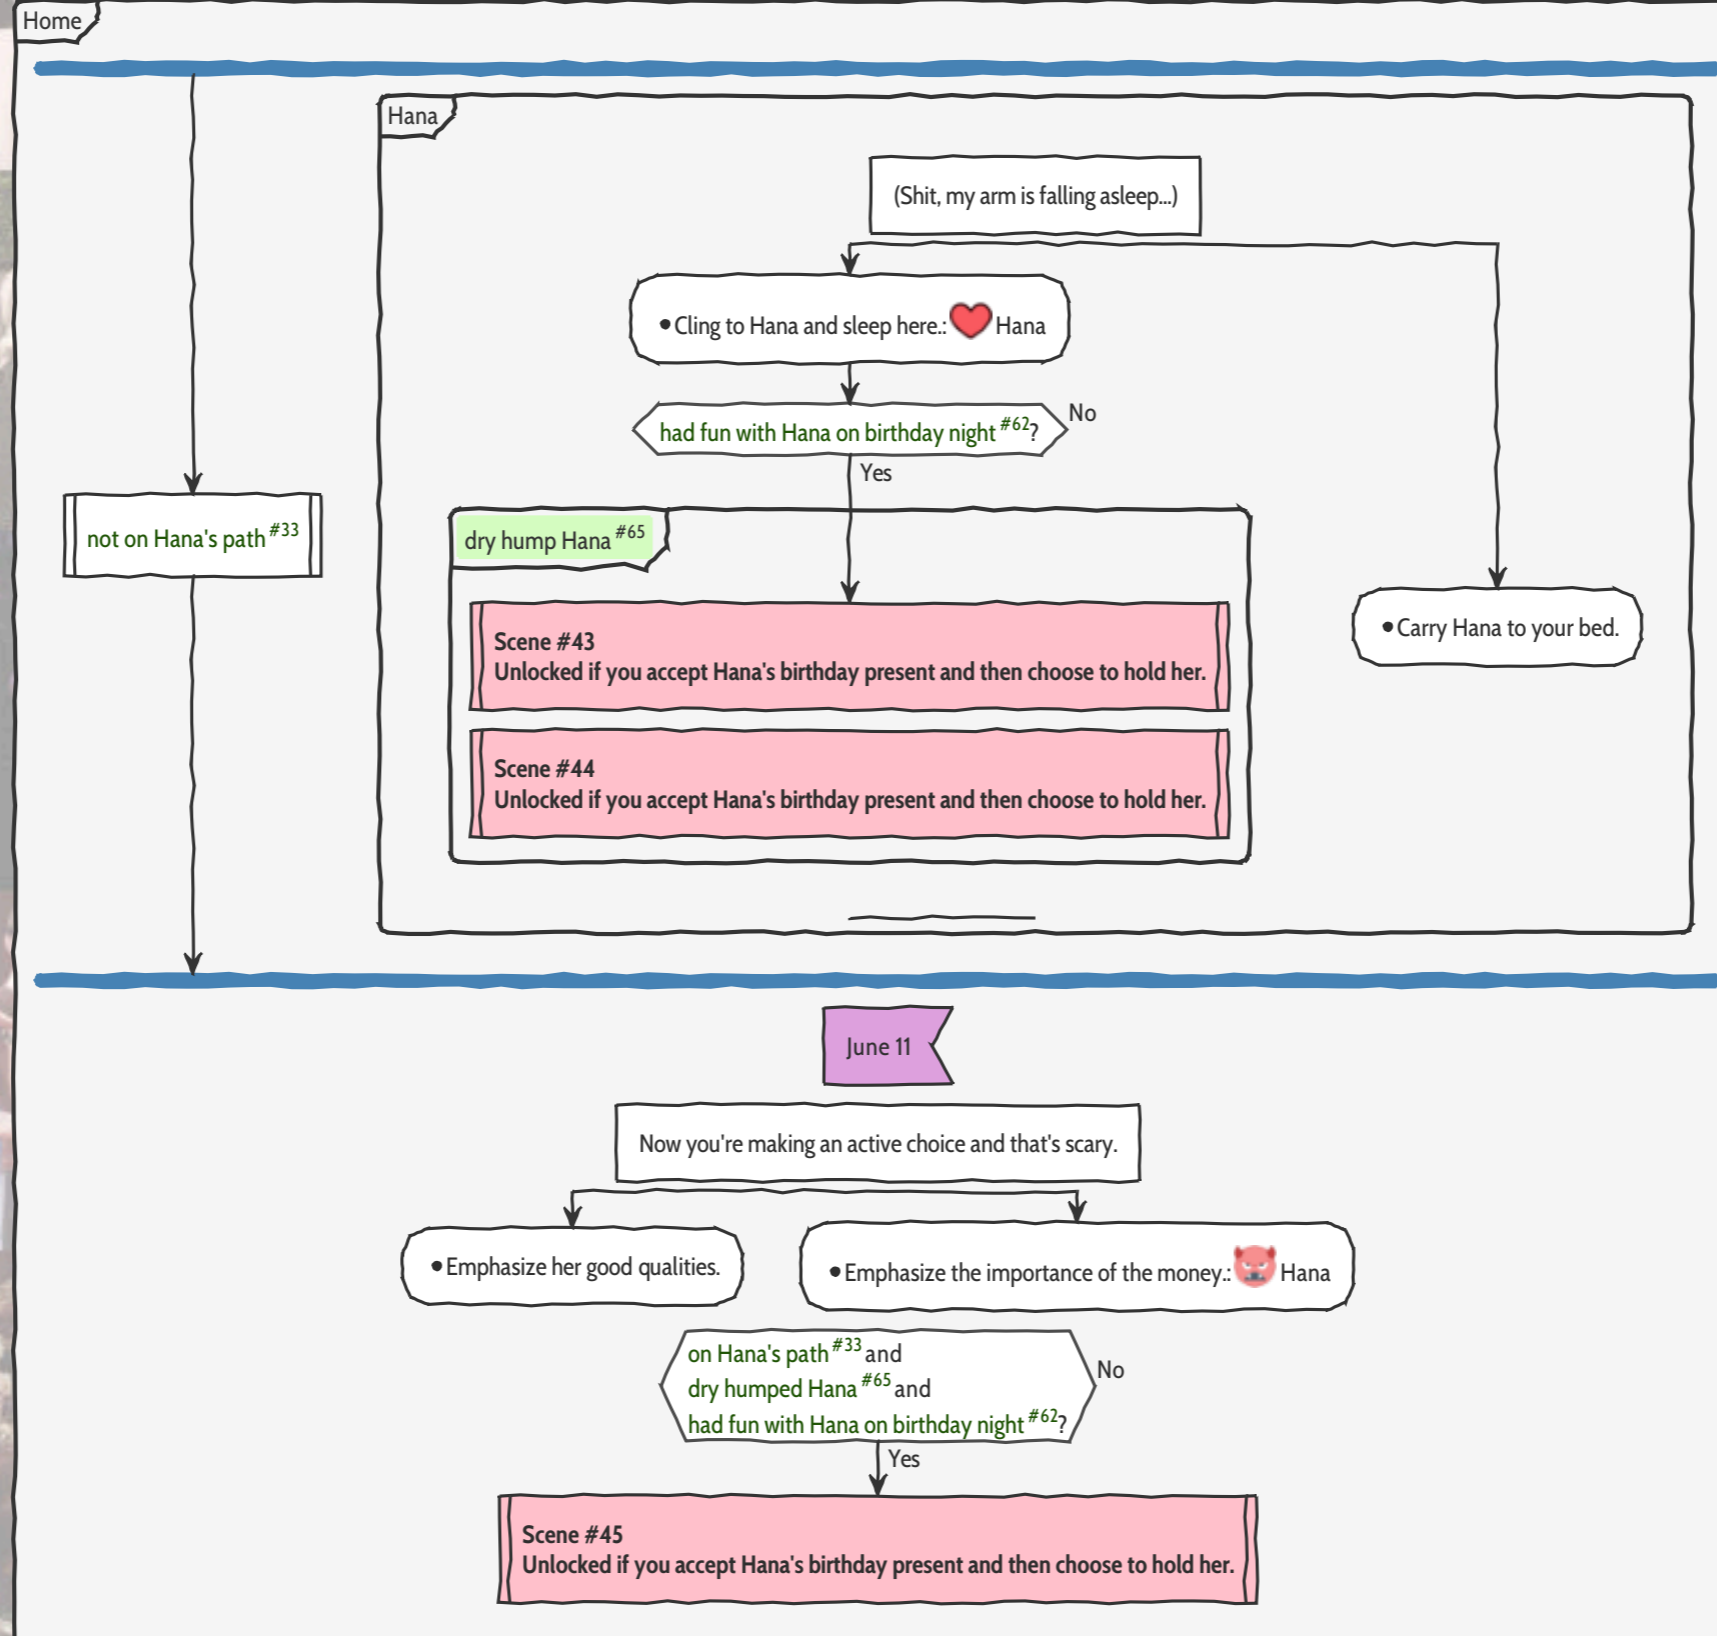 Home
Hana
(Shit, my arm is falling asleep...)
•Cling to Hana and sleep here.: Hana
had fun with Hana on birthday night #62?
No
Yes
not on Hana's path #33
dry hump Hana #65
Scene #43
Unlocked if you accept Hana's birthday present and then choose to hold her.
•Carry Hana to your bed.
Scene #44
Unlocked if you accept Hana's birthday present and then choose to hold her.
June 11
Now you're making an active choice and that's scary.
•Emphasize her good qualities.
•Emphasize the importance of the money.: Hana
on Hana's path #33 and
dry humped Hana #65 and
had fun with Hana on birthday night #62?
No
Yes
Scene #45
Unlocked if you accept Hana's birthday present and then choose to hold her.